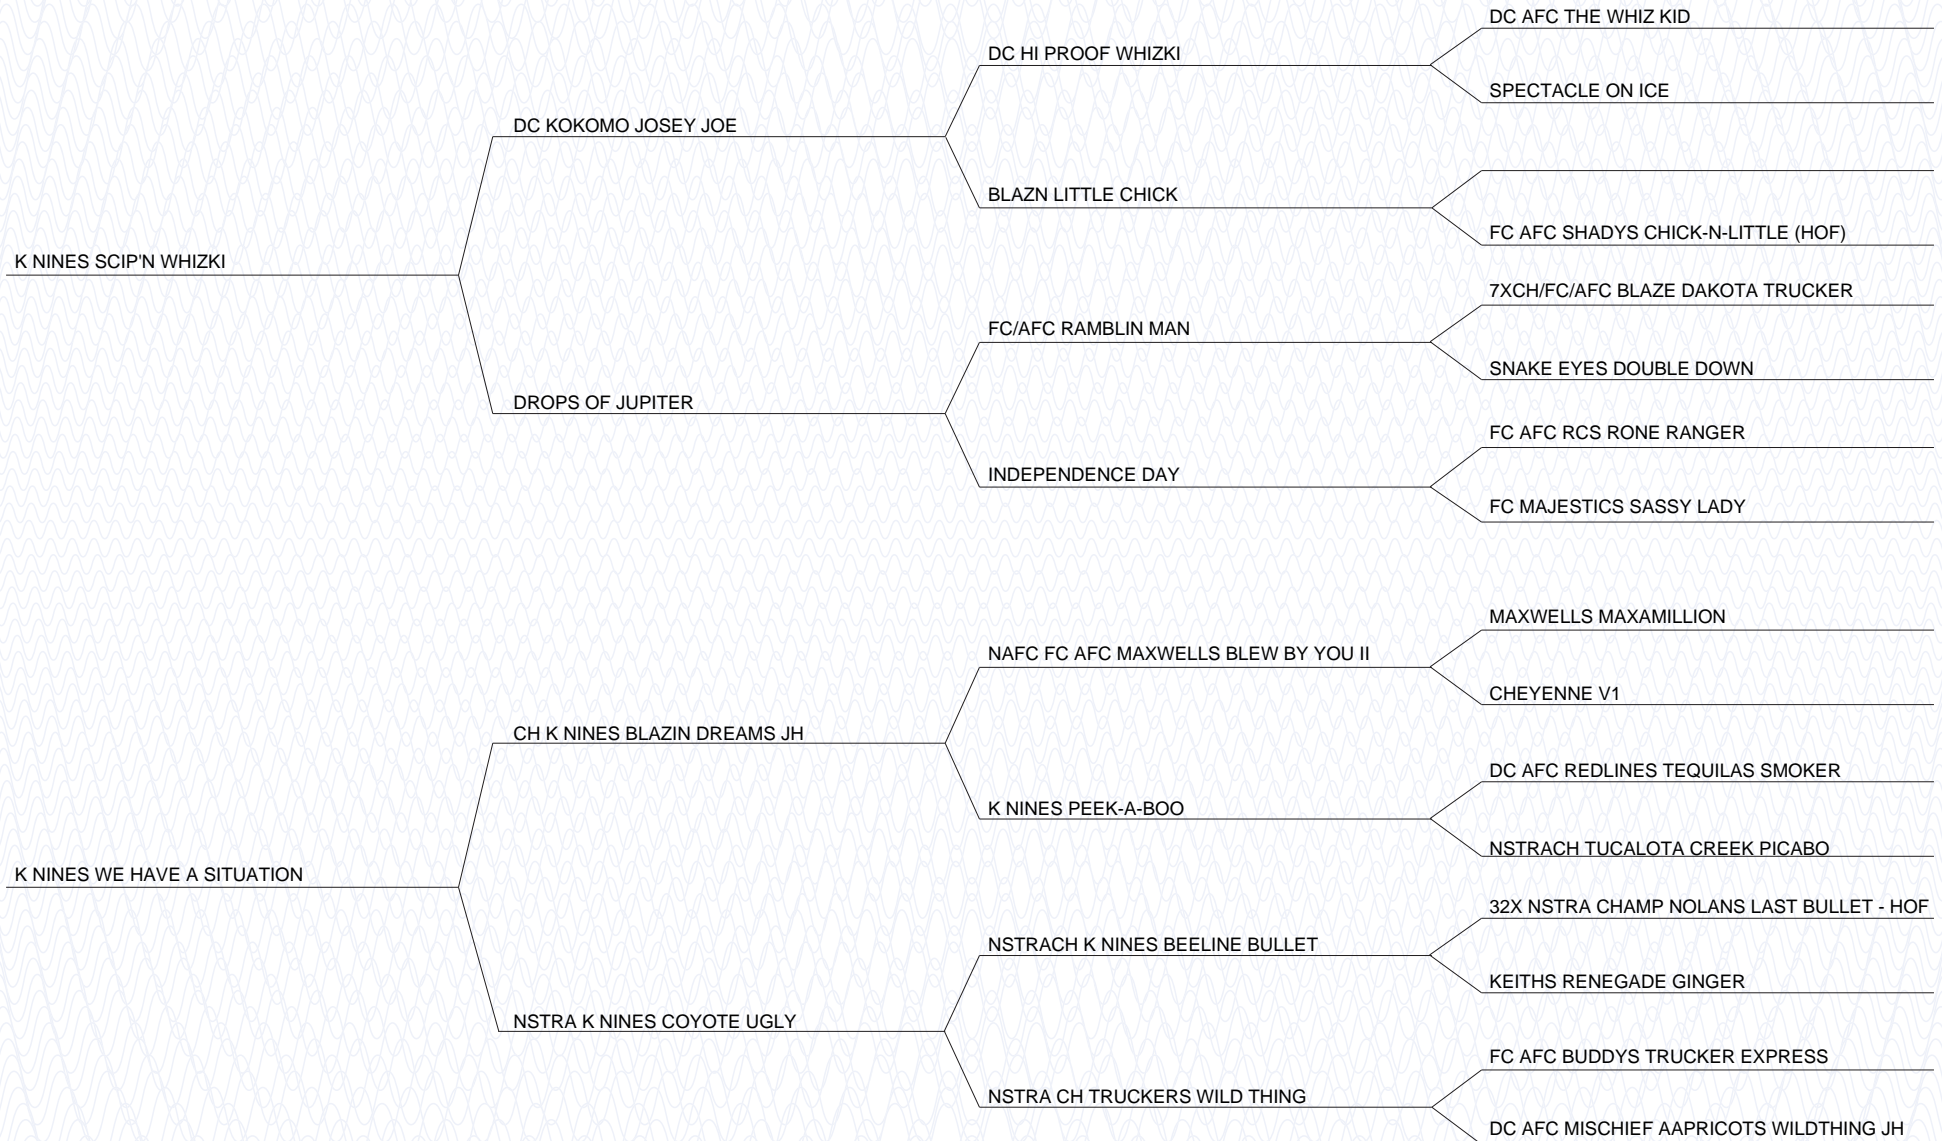 DC AFC THE WHIZ KID
DC HI PROOF WHIZKI
SPECTACLE ON ICE
DC KOKOMO JOSEY JOE
BLAZN LITTLE CHICK
FC AFC SHADYS CHICK-N-LITTLE (HOF)
K NINES SCIP'N WHIZKI
7XCH/FC/AFC BLAZE DAKOTA TRUCKER
FC/AFC RAMBLIN MAN
SNAKE EYES DOUBLE DOWN
DROPS OF JUPITER
FC AFC RCS RONE RANGER
INDEPENDENCE DAY
FC MAJESTICS SASSY LADY
MAXWELLS MAXAMILLION
NAFC FC AFC MAXWELLS BLEW BY YOU II
CHEYENNE V1
CH K NINES BLAZIN DREAMS JH
DC AFC REDLINES TEQUILAS SMOKER
K NINES PEEK-A-BOO
NSTRACH TUCALOTA CREEK PICABO
K NINES WE HAVE A SITUATION
32X NSTRA CHAMP NOLANS LAST BULLET - HOF
NSTRACH K NINES BEELINE BULLET
KEITHS RENEGADE GINGER
NSTRA K NINES COYOTE UGLY
FC AFC BUDDYS TRUCKER EXPRESS
NSTRA CH TRUCKERS WILD THING
DC AFC MISCHIEF AAPRICOTS WILDTHING JH